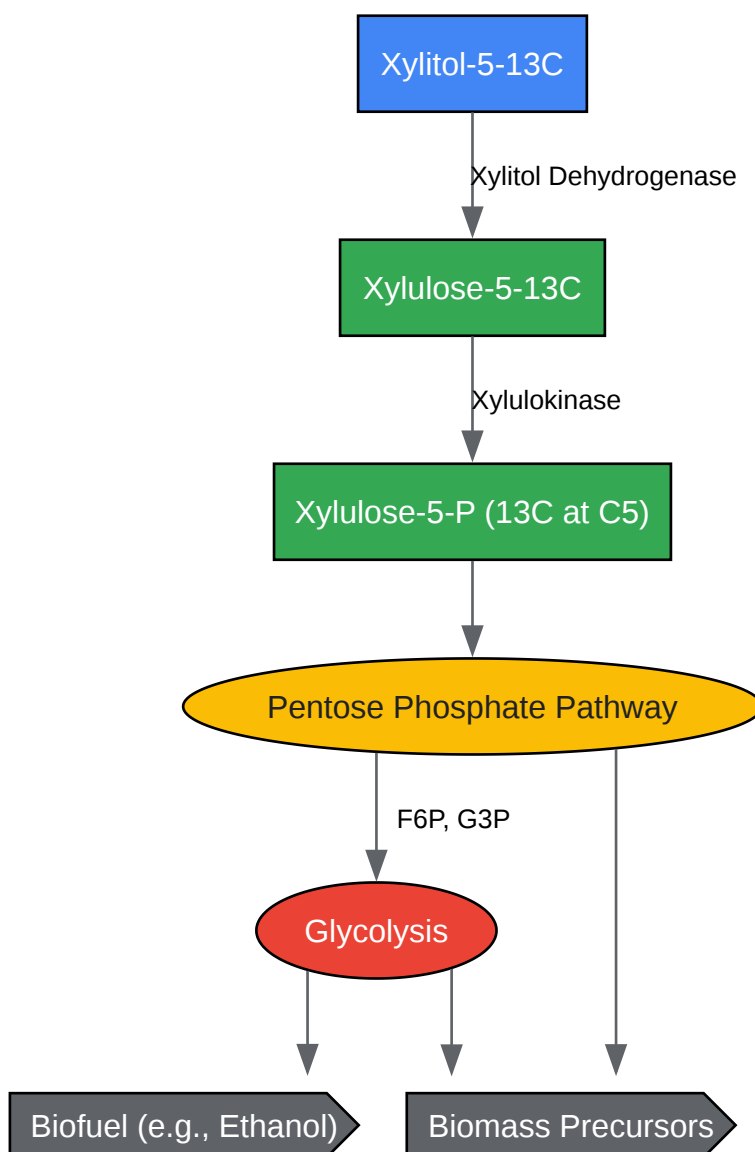 Xylitol-5-13C
Xylitol Dehydrogenase
Xylulose-5-13C
Xylulokinase
Xylulose-5-P (13C at C5)
Pentose Phosphate Pathway
F6P, G3P
Glycolysis
Biofuel (e.g., Ethanol)
Biomass Precursors